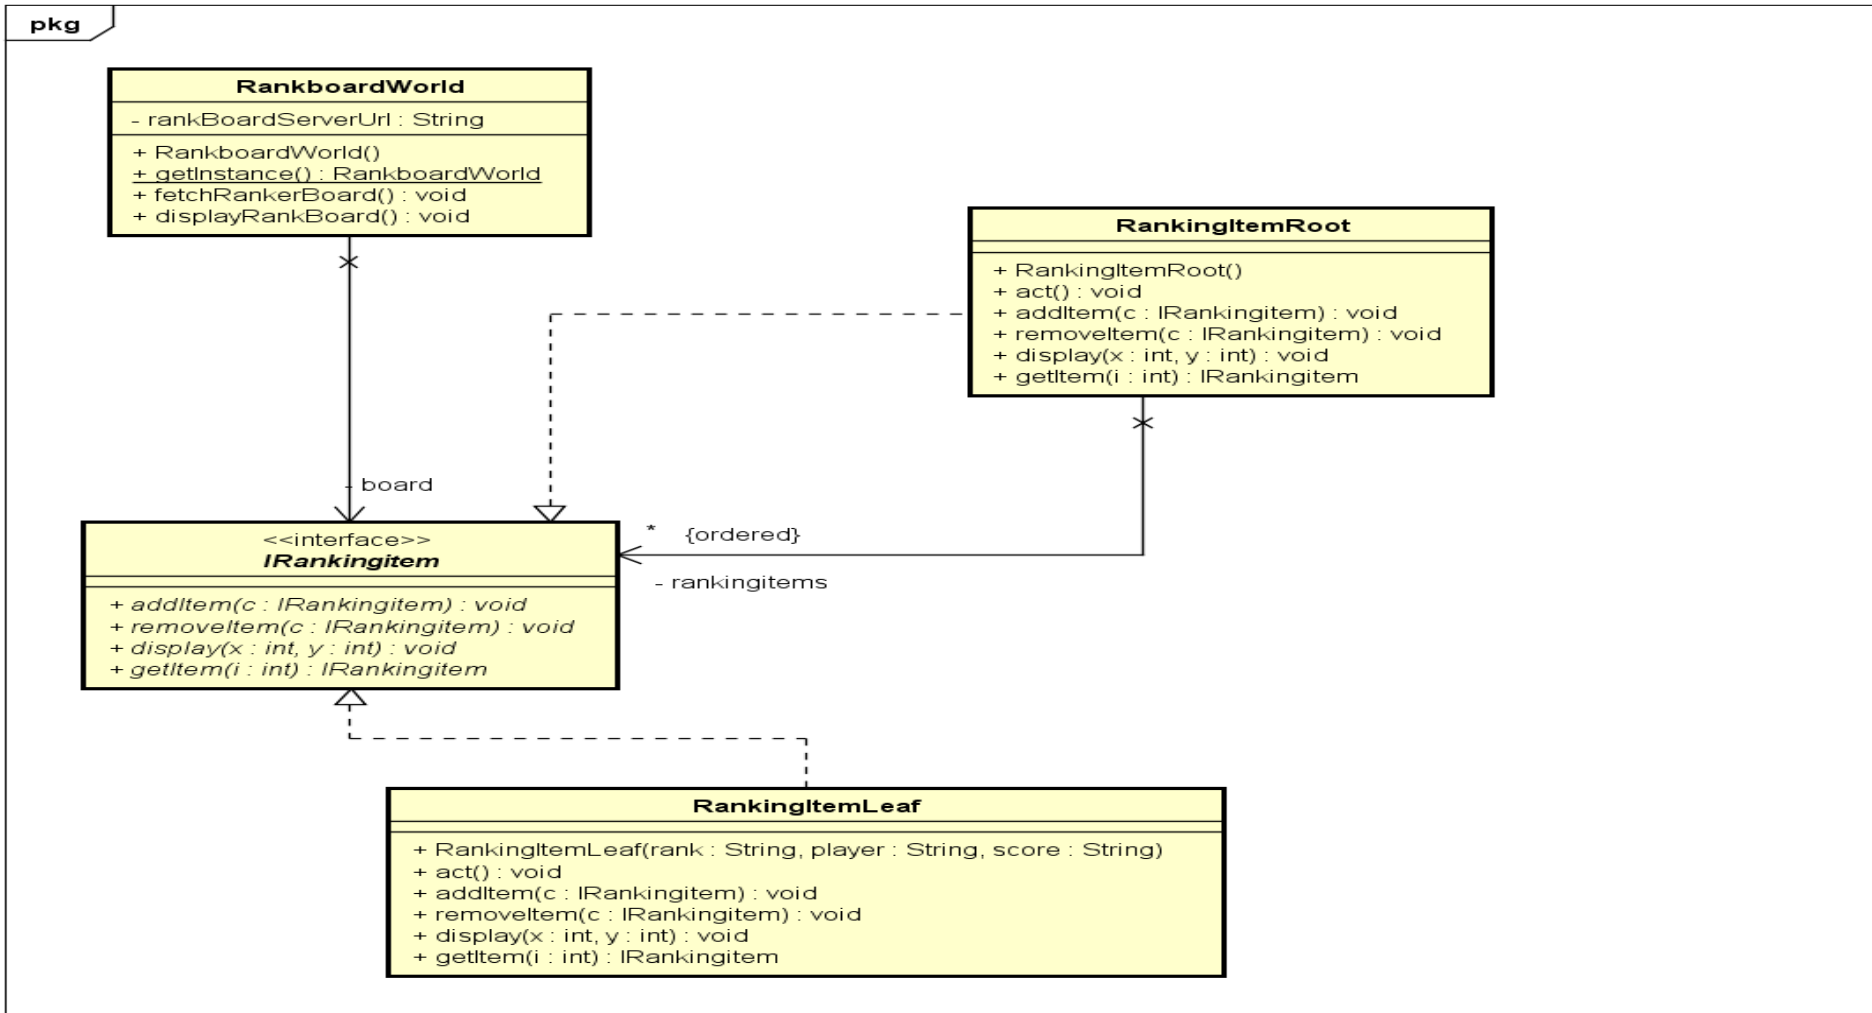 pkg
RankboardWorld
- rankBoardServerUrl : String
+ RankboardWorld()
+ getInstance() : RankboardWorld
+ fetchRankerBoard() : void
+ displayRankBoard() : void
RankingItemRoot
+ RankingItemRoot()
+ act() : void
+ addItem(c : IRankingitem) : void
+ removeItem(c : IRankingitem) : void
+ display(x : int, y : int) : void
+ getItem(i : int) : IRankingitem
- board
* {ordered}
- rankingitems
<<interface>>
IRankingitem
+ addItem(c : IRankingitem) : void
+ removeItem(c : IRankingitem) : void
+ display(x : int, y : int) : void
+ getItem(i : int) : IRankingitem
RankingItemLeaf
+ RankingItemLeaf(rank : String, player : String, score : String)
+ act() : void
+ addItem(c : IRankingitem) : void
+ removeItem(c : IRankingitem) : void
+ display(x : int, y : int) : void
+ getItem(i : int) : IRankingitem